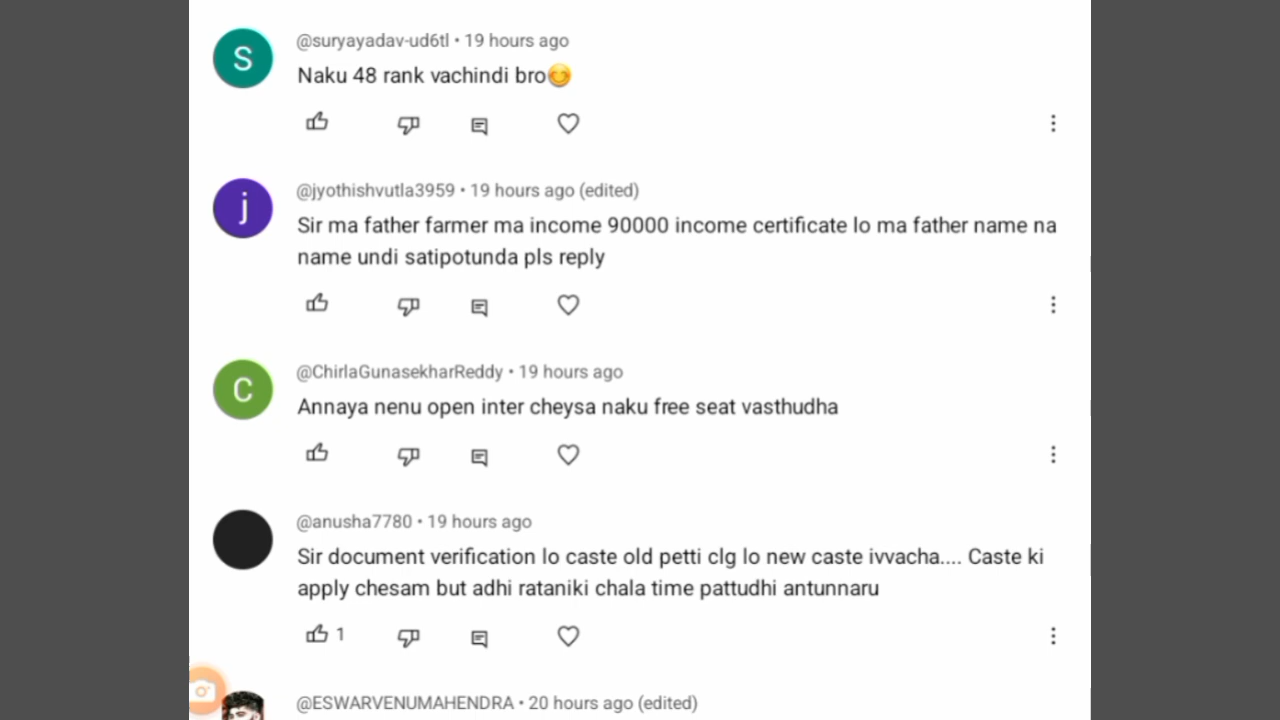 S
@suryayadav-ud6tl • 19 hours ago
Naku 48 rank vachindi bro😊
j
@jyothishvutla3959 • 19 hours ago (edited)
Sir ma father farmer ma income 90000 income certificate lo ma father name na
name undi satipotunda pls reply
C
@ChirlaGunasekharReddy • 19 hours ago
Annaya nenu open inter cheysa naku free seat vasthudha
@anusha7780 • 19 hours ago
Sir document verification lo caste old petti clg lo new caste ivvacha.... Caste ki
apply chesam but adhi rataniki chala time pattudhi antunnaru
1
@ESWARVENUMAHENDRA • 20 hours ago (edited)